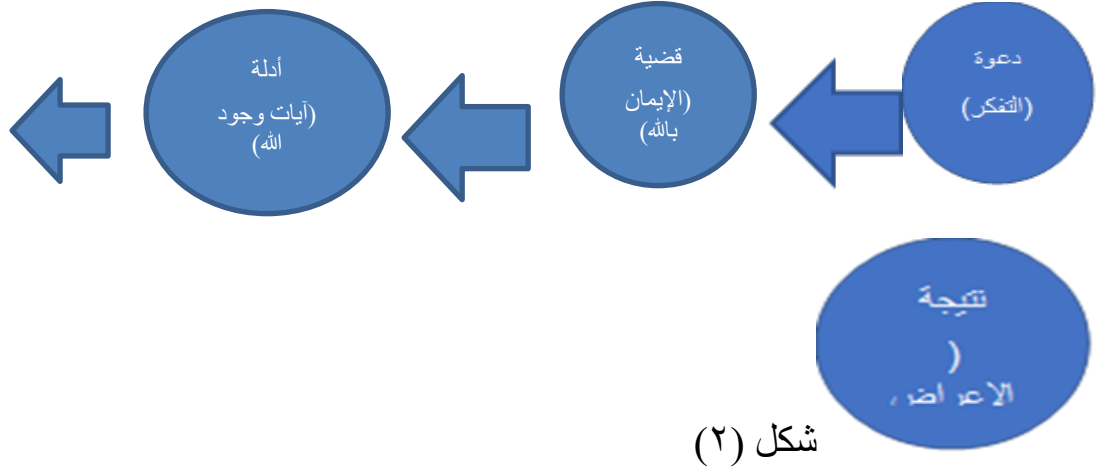 دعوة
(التفكر)
قضية
(الإيمان
بالله)
أدلة
(آيات وجود
الله)
نتيجة
(
الإعراض
شكل (٢)